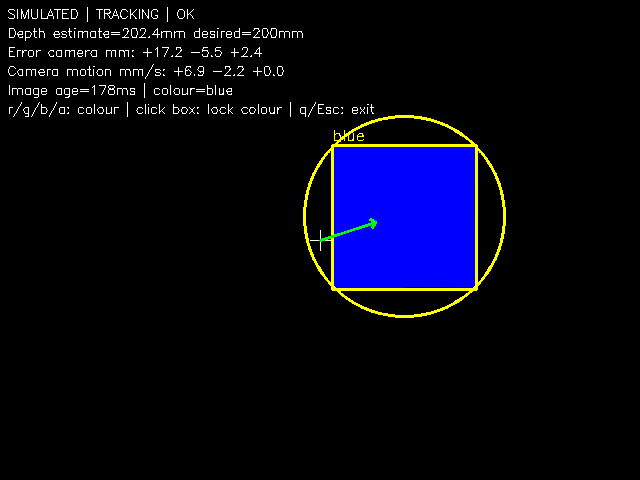 SIMULATED | TRACKING | OK
Depth estimate=202.4mm desired=200mm
Error camera mm: +17.2 −5.5 +2.4
Camera motion mm/s: +6.9 −2.2 +0.0
Image age=178ms | colour=blue
r/g/b/a: colour | click box: lock colour | q/Esc: exit
blue